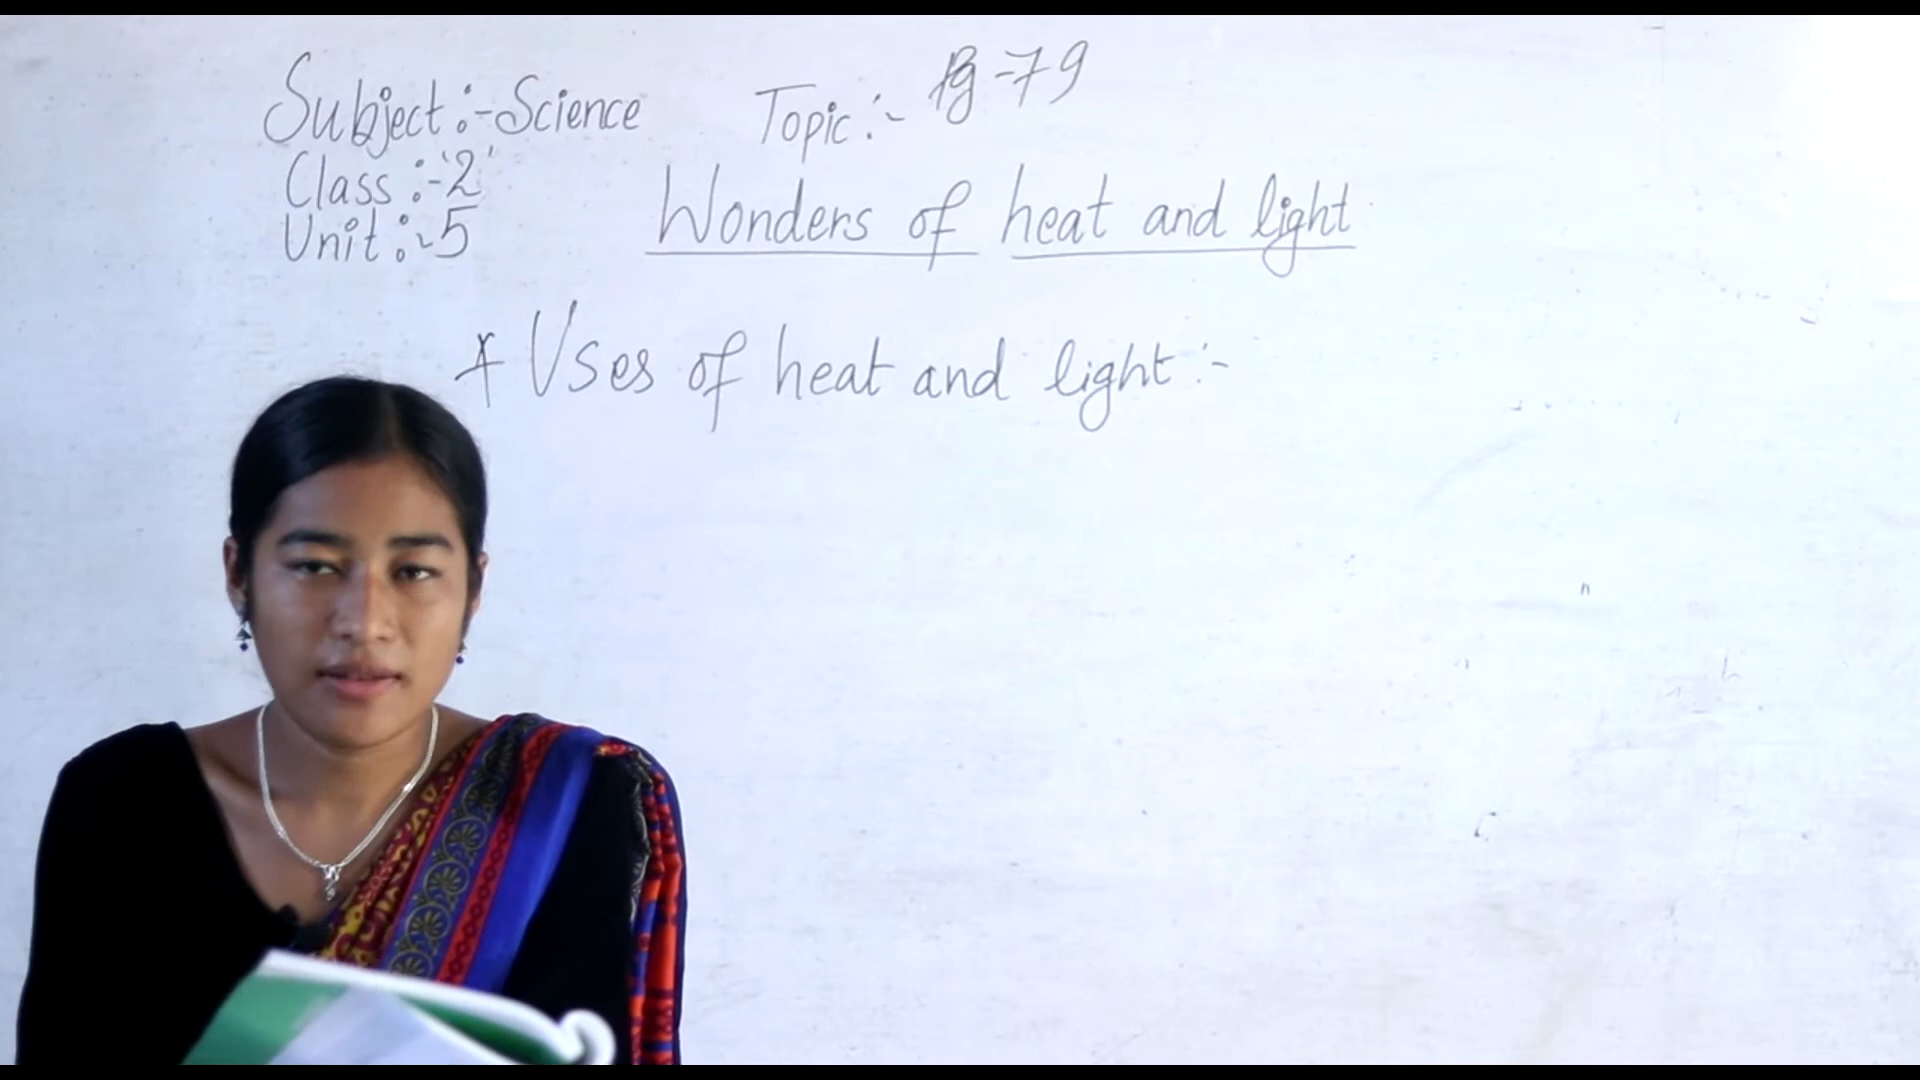 Subject:-Science
Class:-'2'
Unit:-5
Topic:- Pg-79
Wonders of heat and light
* Uses of heat and light:-